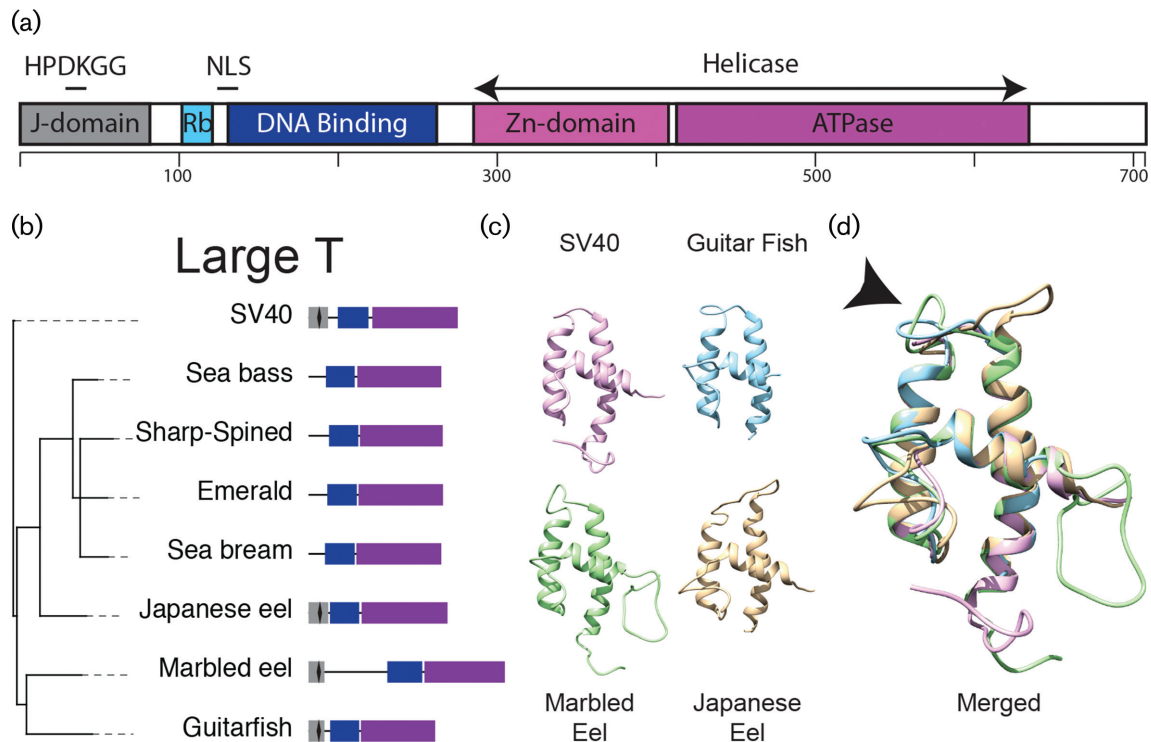 (a)
HPDKGG NLS Helicase
J-domain Rb DNA Binding Zn-domain ATPase
100 300 500 700
(b)
Large T
SV40
Sea bass
Sharp-Spined
Emerald
Sea bream
Japanese eel
Marbled eel
Guitarfish
(c)
SV40 Guitar Fish
Marbled Japanese
Eel Eel
(d)
Merged